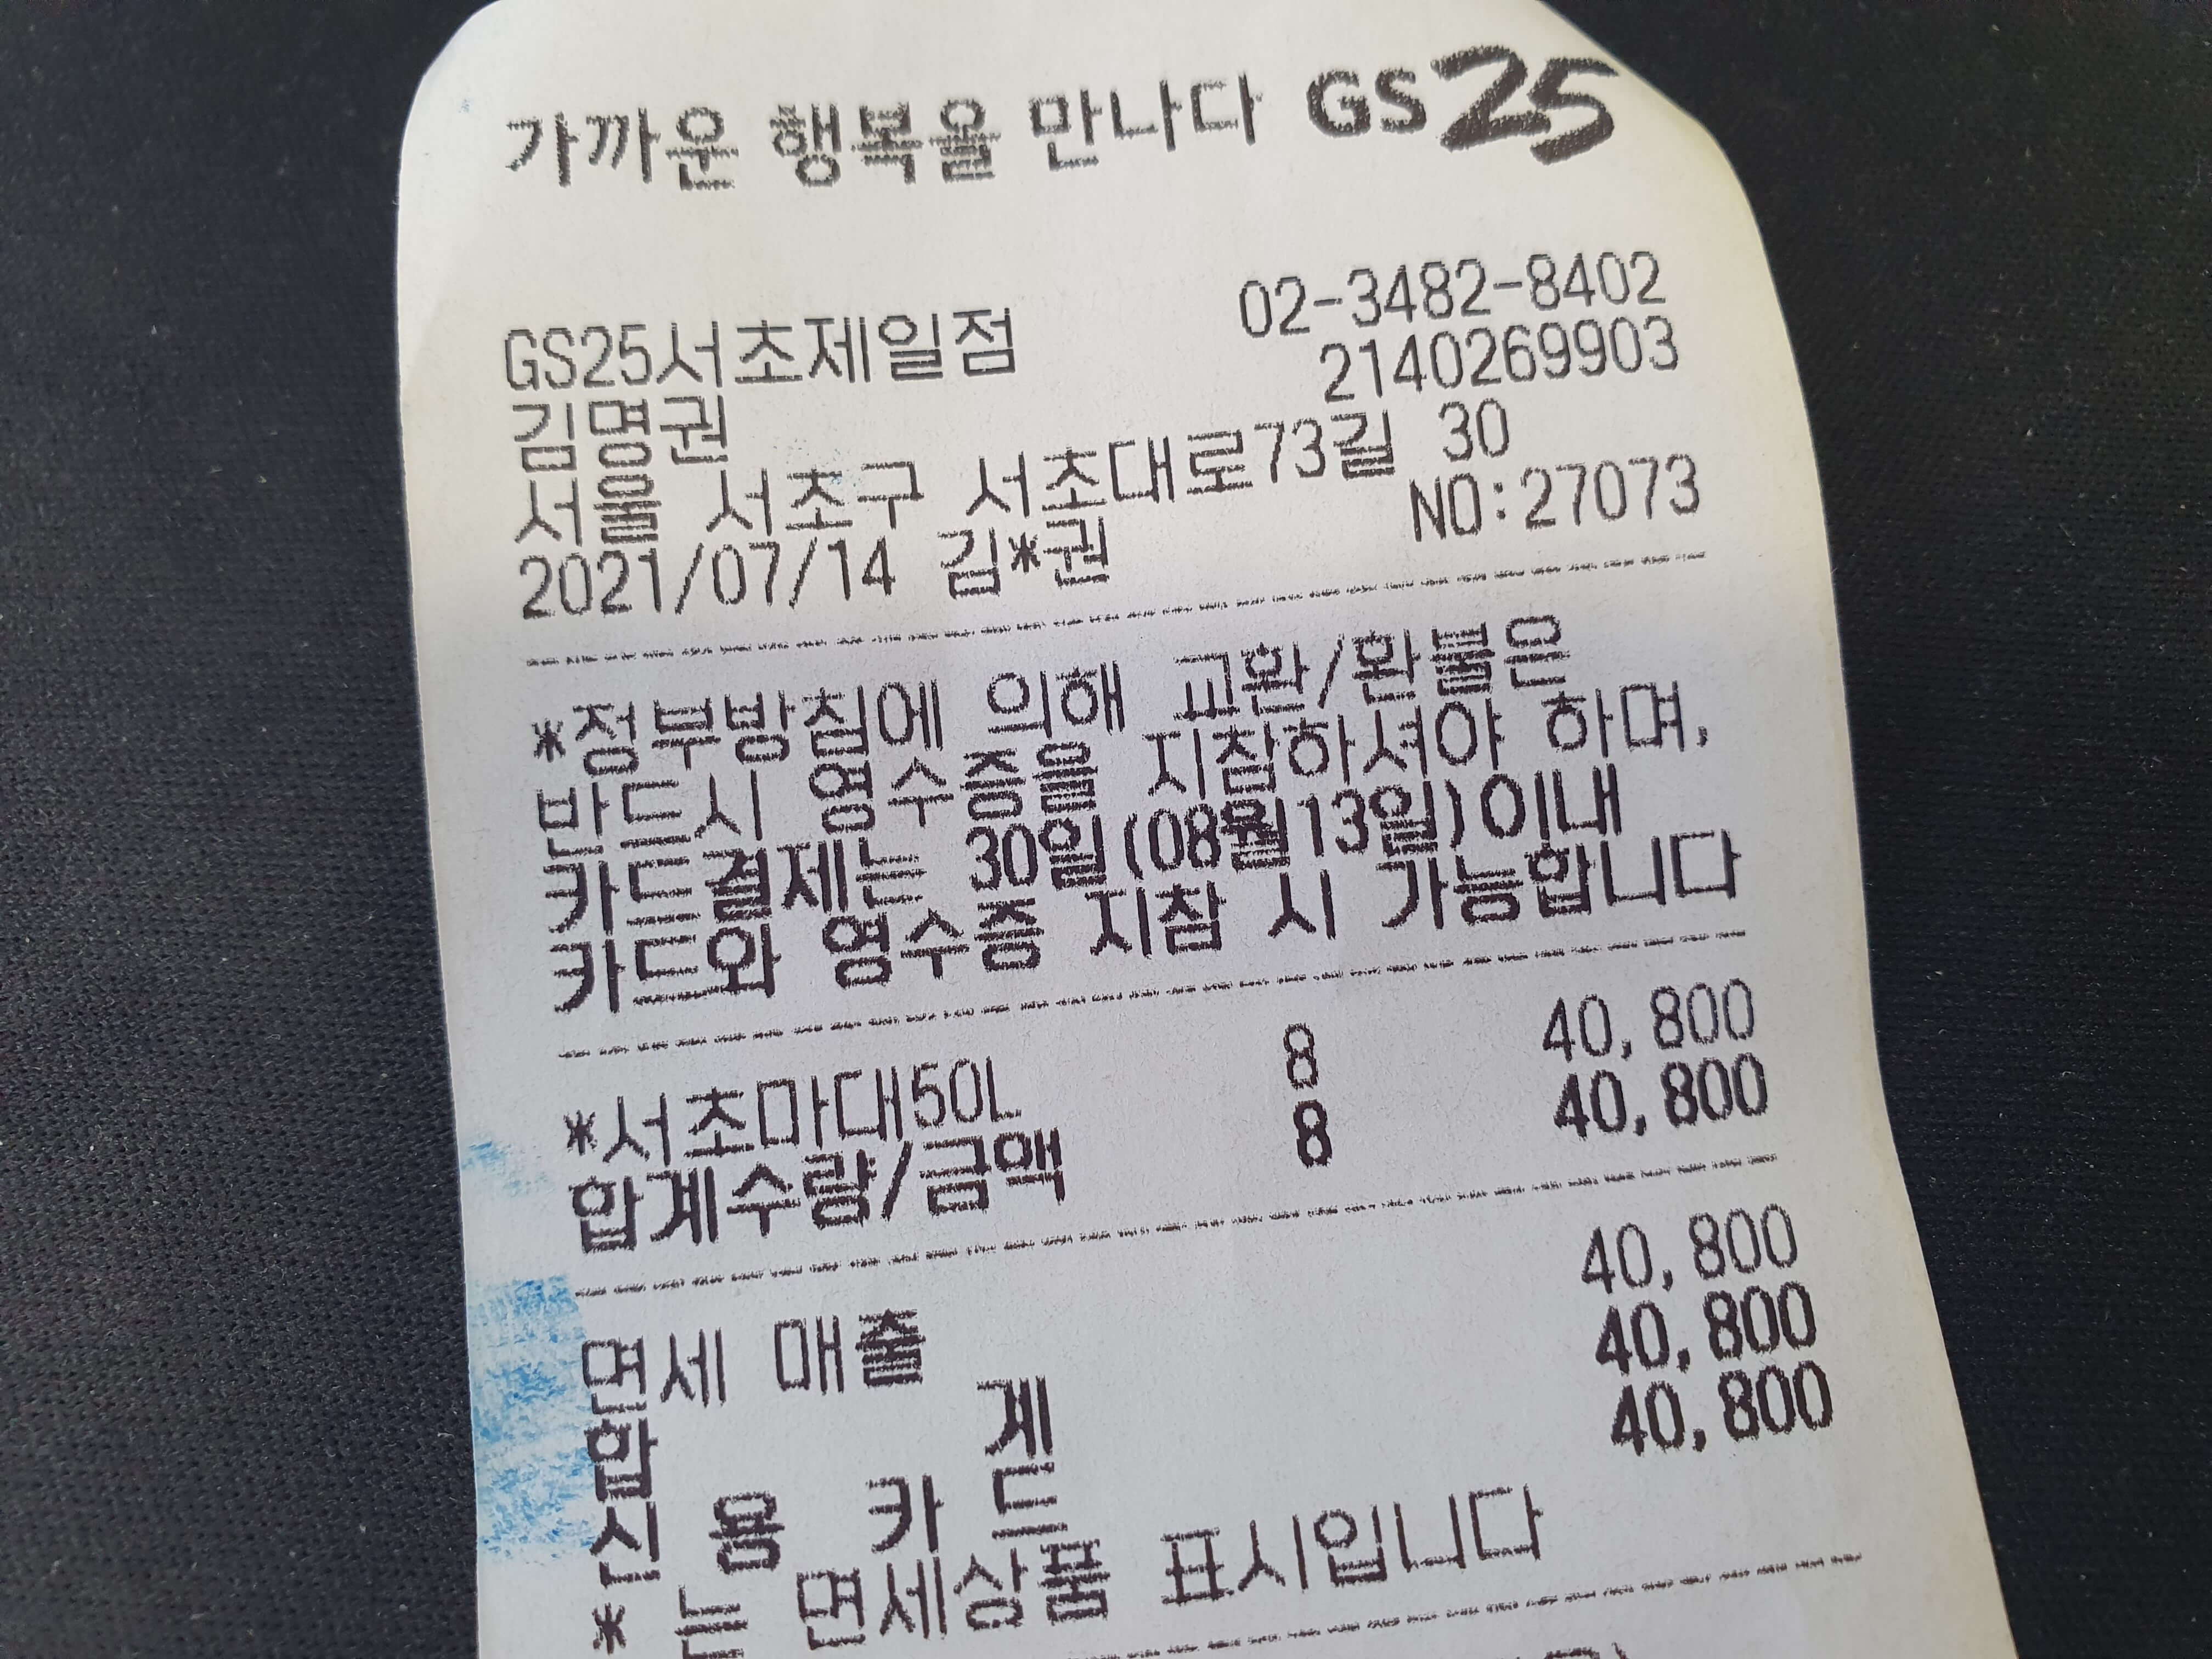 가까운 행복을 만나다 GS25
GS25서초제일점 02-3482-8402
김명권 2140269903
서울 서초구 서초대로73길 30
2021/07/14 김*권 NO:27073
*정부방침에 의해 교환/환불은
반드시 영수증을 지참하셔야 하며,
카드결제는 30일(08월13일)이내
카드와 영수증 지참 시 가능합니다
*서초마대50L 8 40,800
합계수량/금액 8 40,800
면세 매출 40,800
합 계 40,800
신 용 카 드 40,800
* 는 면세상품 표시입니다